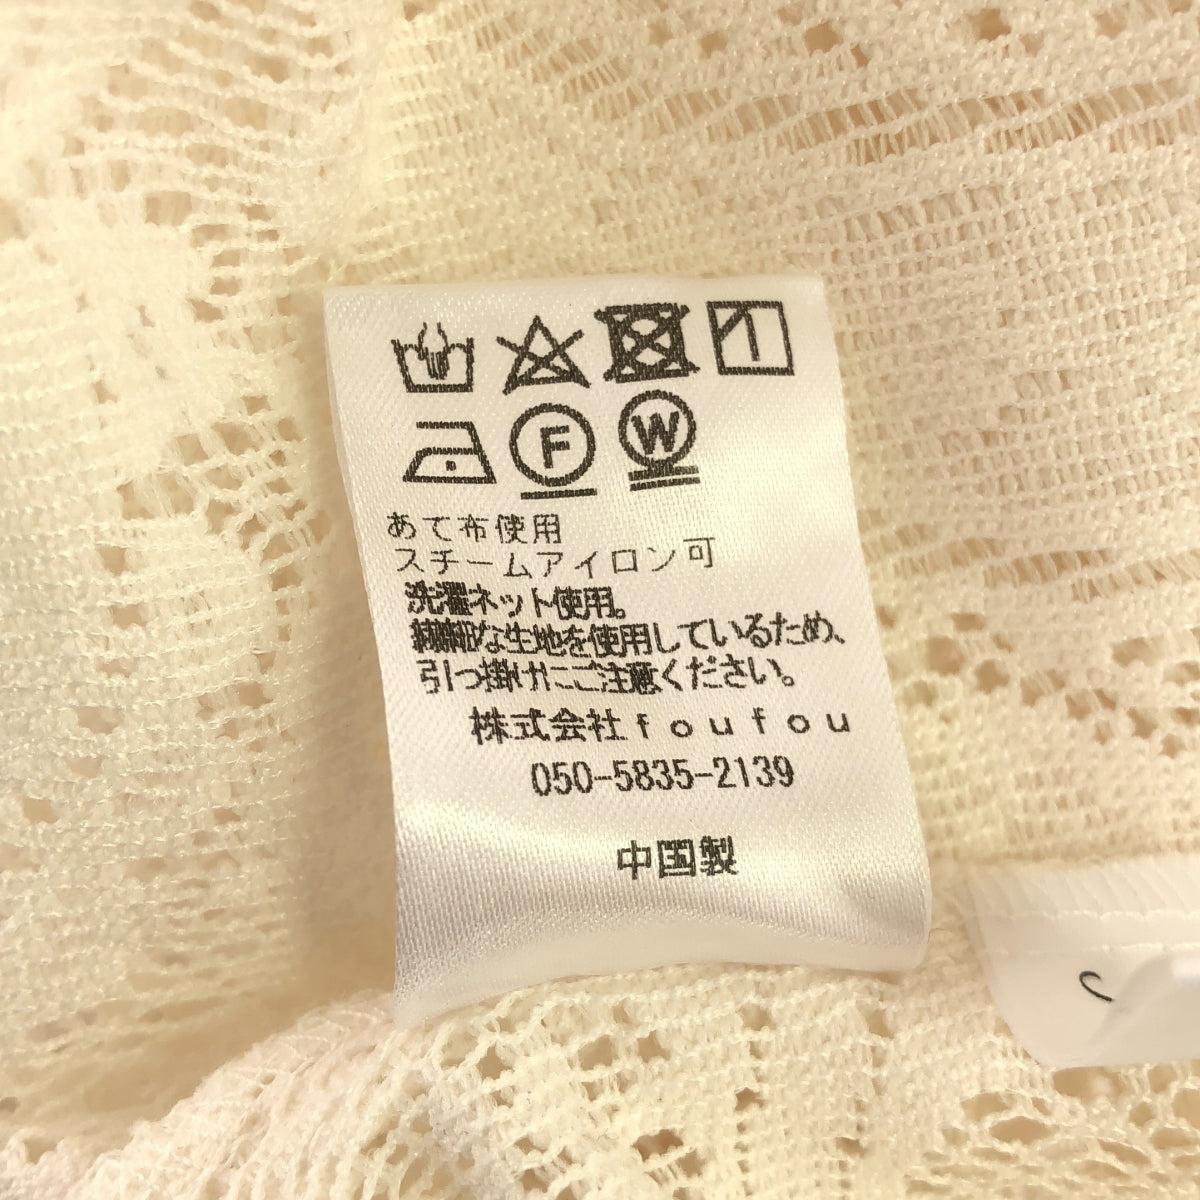 F W
あて布使用
スチームアイロン可
洗濯ネット使用。
繊細な生地を使用しているため、
引っ掛けにご注意ください。
株式会社foufou
050-5835-2139
中国製